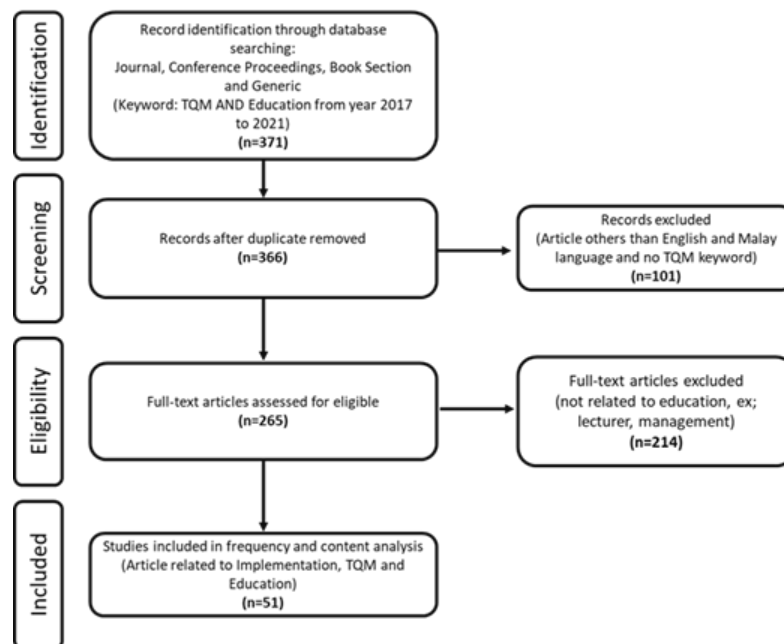 Identification
Record identification through database
searching:
Journal, Conference Proceedings, Book Section
and Generic
(Keyword: TQM AND Education from year 2017
to 2021)
(n=371)
Screening
Records after duplicate removed
(n=366)
Records excluded
(Article others than English and Malay
language and no TQM keyword)
(n=101)
Eligibility
Full-text articles assessed for eligible
(n=265)
Full-text articles excluded
(not related to education, ex;
lecturer, management)
(n=214)
Included
Studies included in frequency and content analysis
(Article related to Implementation, TQM and
Education)
(n=51)